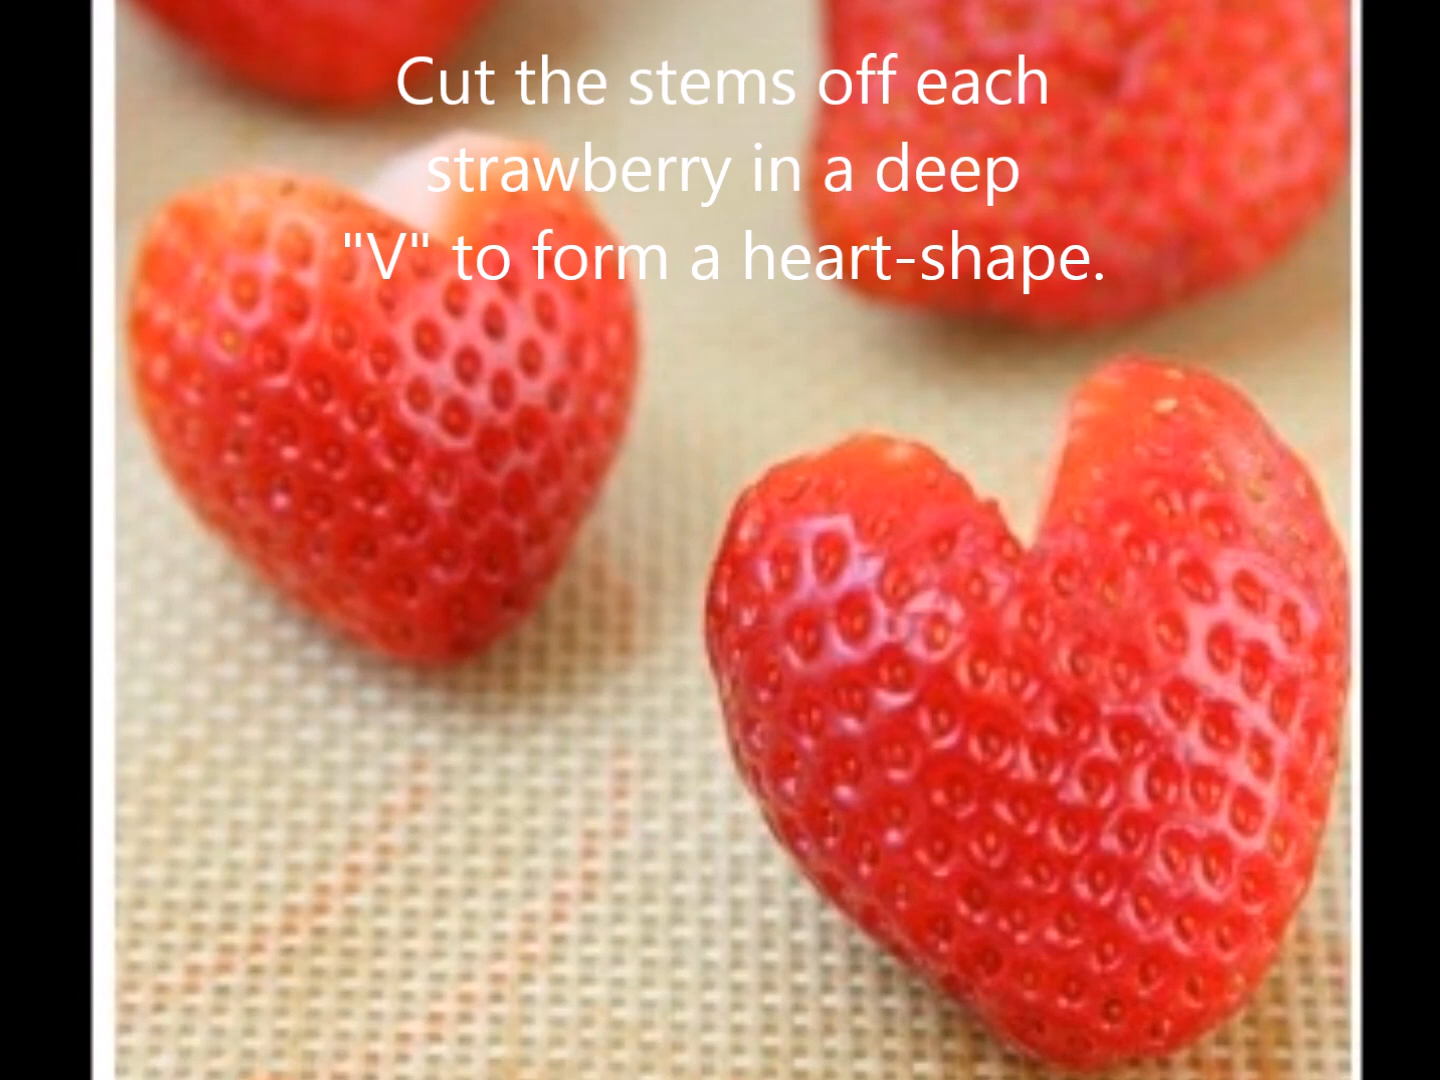 Cut the stems off each
strawberry in a deep
"V" to form a heart-shape.